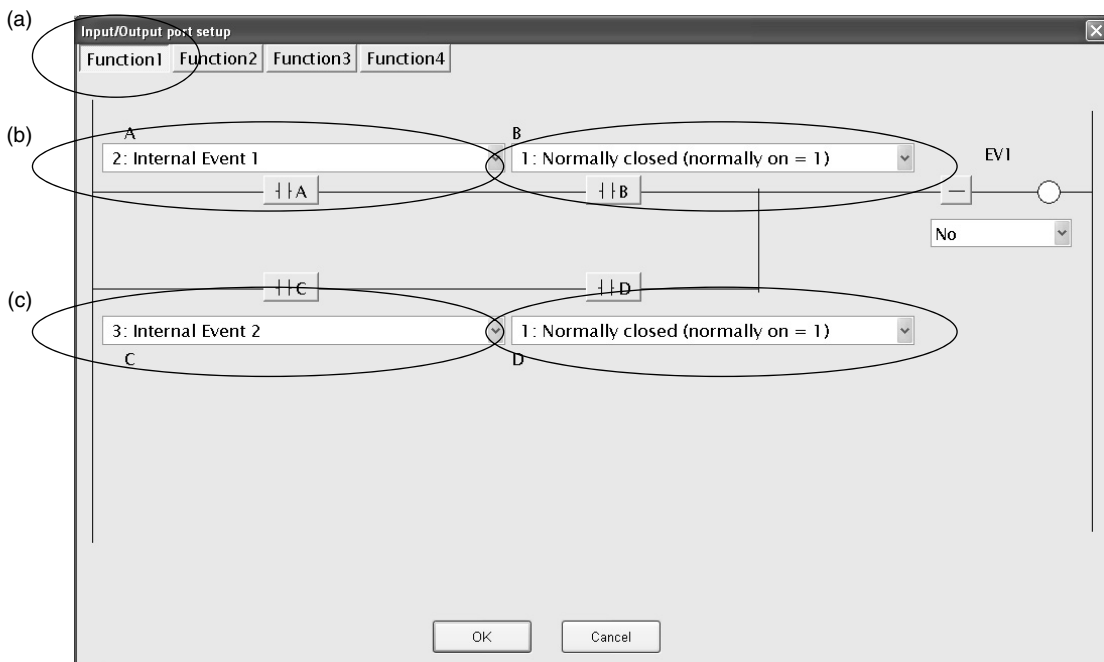 (a)
Input/Output port setup
Function1 Function2 Function3 Function4
(b)
A B
2: Internal Event 1 1: Normally closed (normally on = 1) EV1
A B
No
(c)
C D
3: Internal Event 2 1: Normally closed (normally on = 1)
C D
OK Cancel